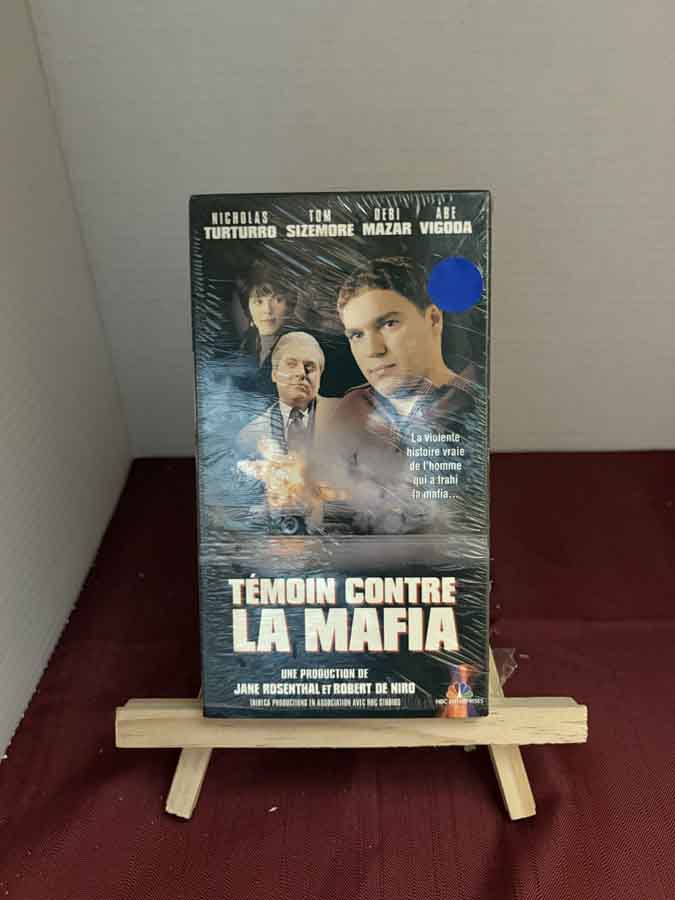 NICHOLAS TURTURRO
TOM SIZEMORE
DEBI MAZAR
ABE VIGODA
La violente
histoire vraie
de l'homme
qui a trahi
la mafia...
TÉMOIN CONTRE
LA MAFIA
UNE PRODUCTION DE
JANE ROSENTHAL ET ROBERT DE NIRO
TRIBECA PRODUCTIONS EN ASSOCIATION AVEC NBC STUDIOS
NBC ENTERPRISES